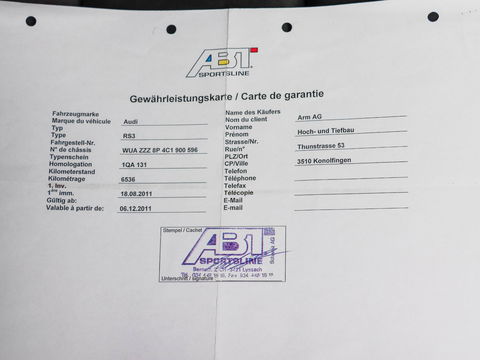 ABT
SPORTSLINE
Gewährleistungskarte / Carte de garantie
Fahrzeugmarke
Marque du véhicule Audi
Typ
Type RS3
Fahrgestell-Nr.
N° de châssis WUA ZZZ 8P 4C1 900 596
Typenschein
Homologation 1QA 131
Kilometerstand
Kilométrage 6536
1. Inv.
1ère imm. 18.08.2011
Gültig ab:
Valable à partir de: 06.12.2011
Name des Käufers
Nom du client Arm AG
Vorname
Prénom Hoch- und Tiefbau
Strasse/Nr.
Rue/n° Thunstrasse 53
PLZ/Ort
CP/Ville 3510 Konolfingen
Telefon
Téléphone
Telefax
Télécopie
E-Mail
E-mail
Stempel / Cachet
ABT
SPORTSLINE
Lyssach
Unterschrift / signature